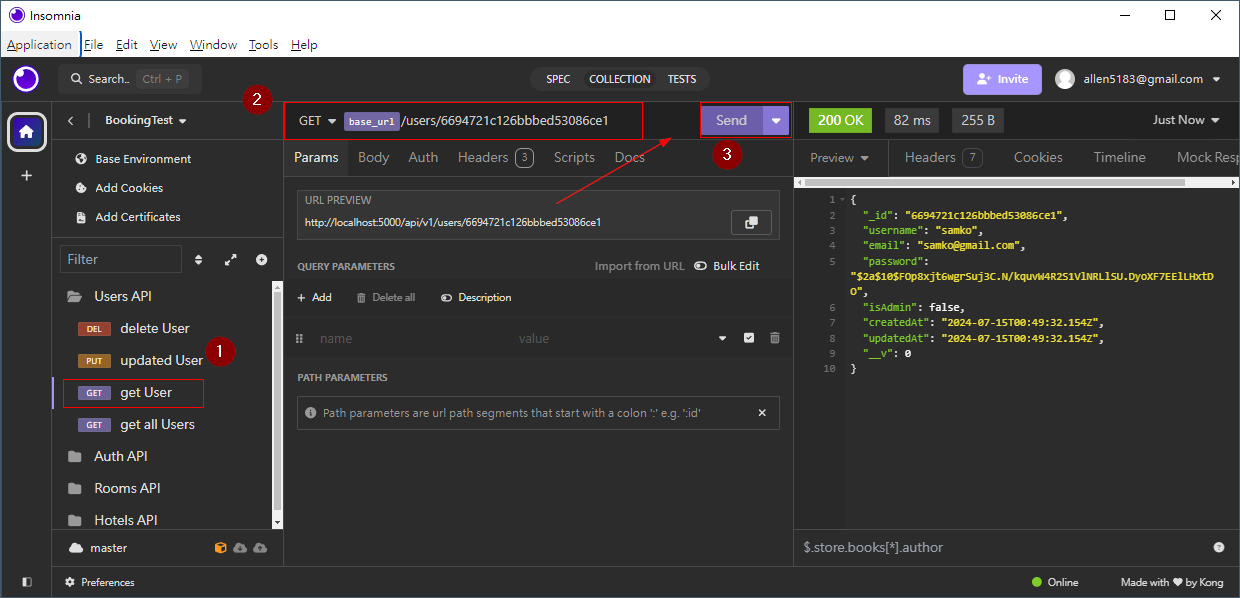 Insomnia
Application File Edit View Window Tools Help
Search.. Ctrl + P
SPEC COLLECTION TESTS
Invite
allen5183@gmail.com
2
BookingTest
GET base_url /users/6694721c126bbbed53086ce1
Send
200 OK 82 ms 255 B
Just Now
3
Params Body Auth Headers 3 Scripts Docs
Preview Headers 7 Cookies Timeline Mock Resp
Base Environment
Add Cookies
Add Certificates
URL PREVIEW
http://localhost:5000/api/v1/users/6694721c126bbbed53086ce1
Filter
QUERY PARAMETERS Import from URL Bulk Edit
+ Add Delete all Description
name value
PATH PARAMETERS
Path parameters are url path segments that start with a colon ':' e.g. ':id'
Users API
DEL delete User
PUT updated User
1
GET get User
GET get all Users
Auth API
Rooms API
Hotels API
1 {
2 "_id": "6694721c126bbbed53086ce1",
3 "username": "samko",
4 "email": "samko@gmail.com",
5 "password":
"$2a$10$FOp8xjt6wgrSuj3C.N/kquvW4R2S1VlNRLlSU.DyoXF7EElLHxtD
O",
6 "isAdmin": false,
7 "createdAt": "2024-07-15T00:49:32.154Z",
8 "updatedAt": "2024-07-15T00:49:32.154Z",
9 "__v": 0
10 }
master
$.store.books[*].author
Preferences
Online
Made with ♥ by Kong